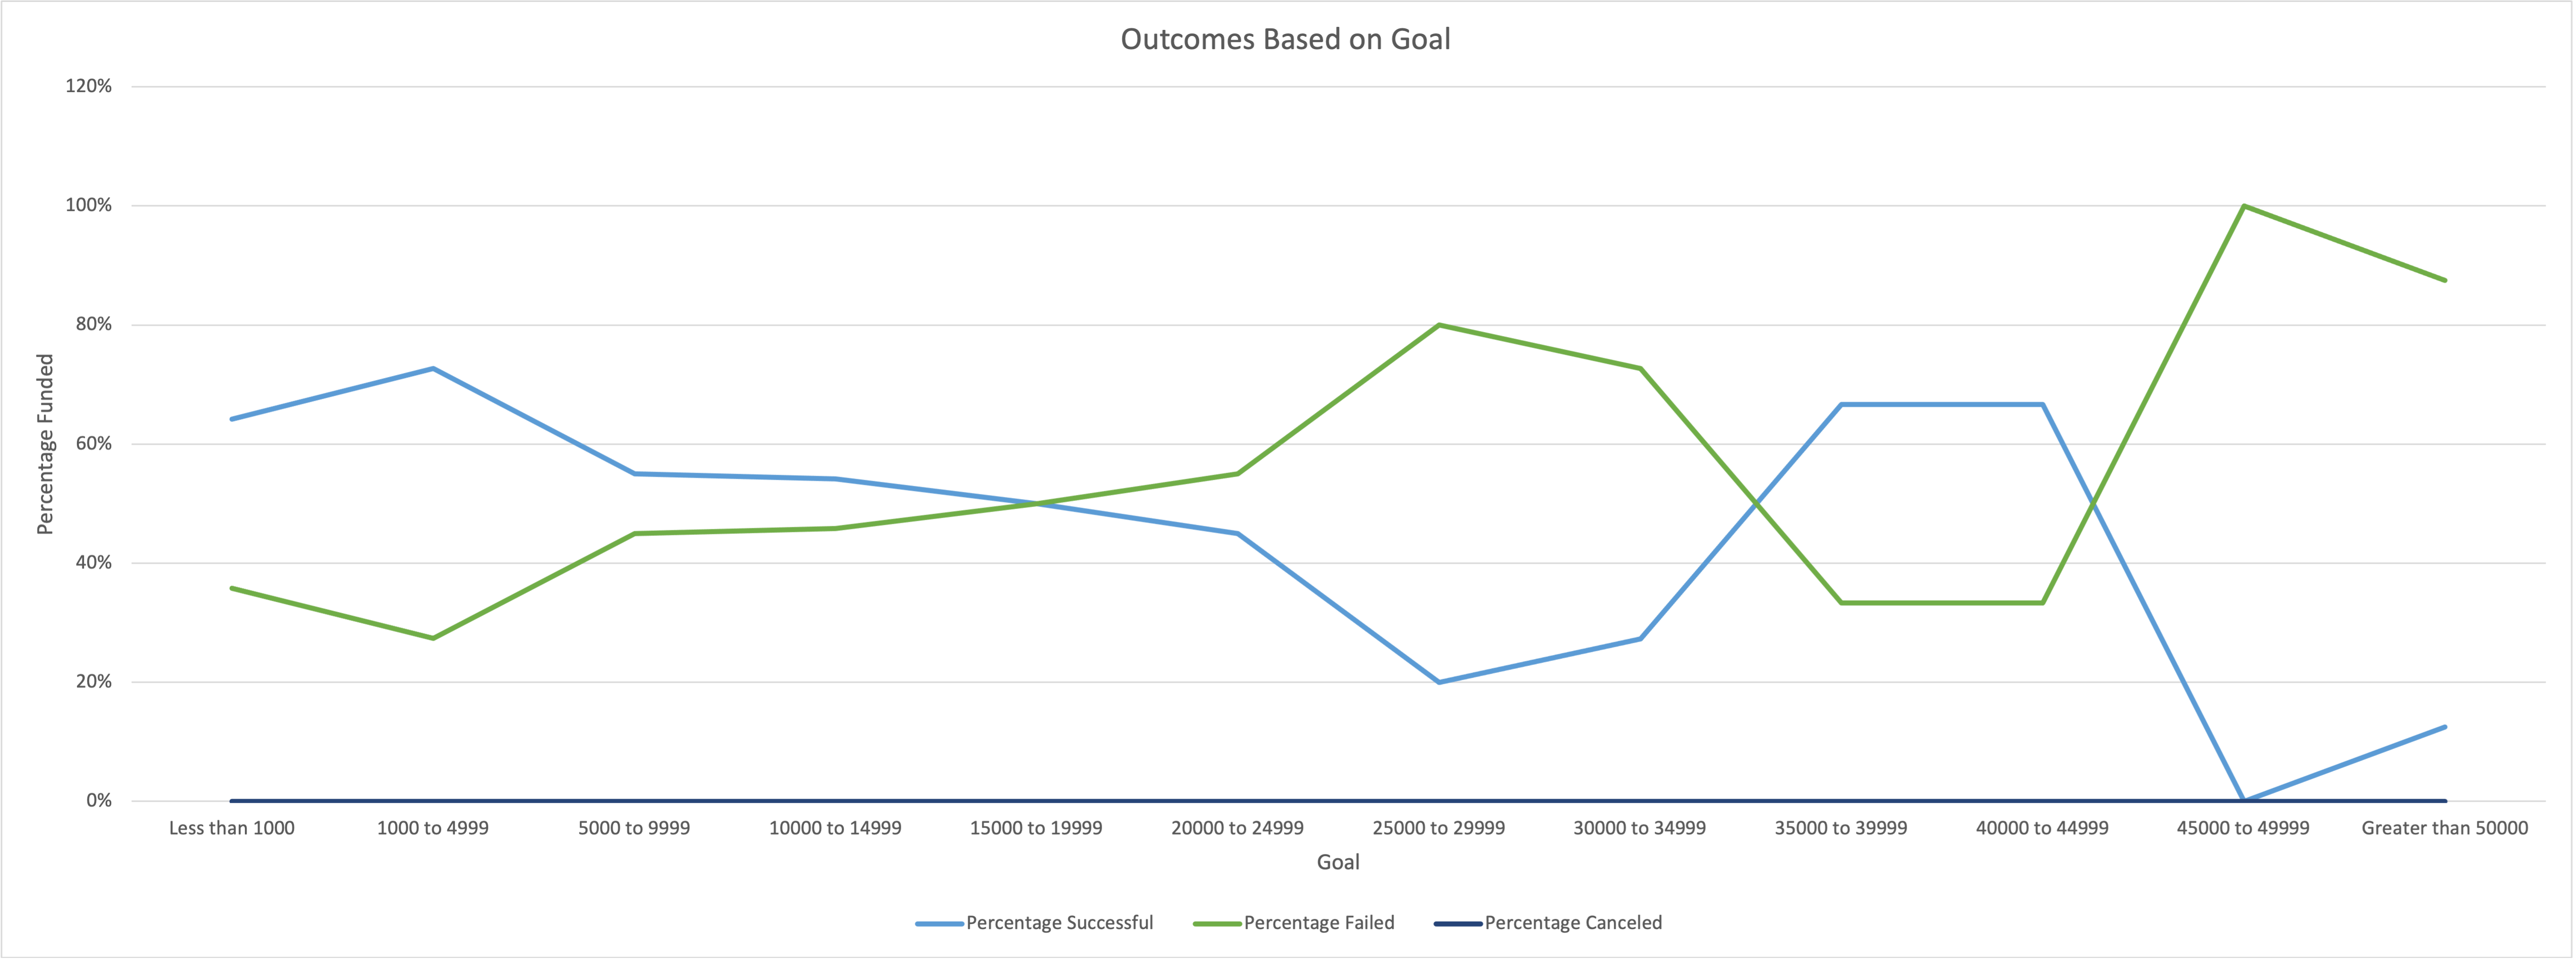 Outcomes Based on Goal
120%
100%
80%
60%
40%
20%
0%
Percentage Funded
Less than 1000 1000 to 4999 5000 to 9999 10000 to 14999 15000 to 19999 20000 to 24999 25000 to 29999 30000 to 34999 35000 to 39999 40000 to 44999 45000 to 49999 Greater than 50000
Goal
Percentage Successful Percentage Failed Percentage Canceled